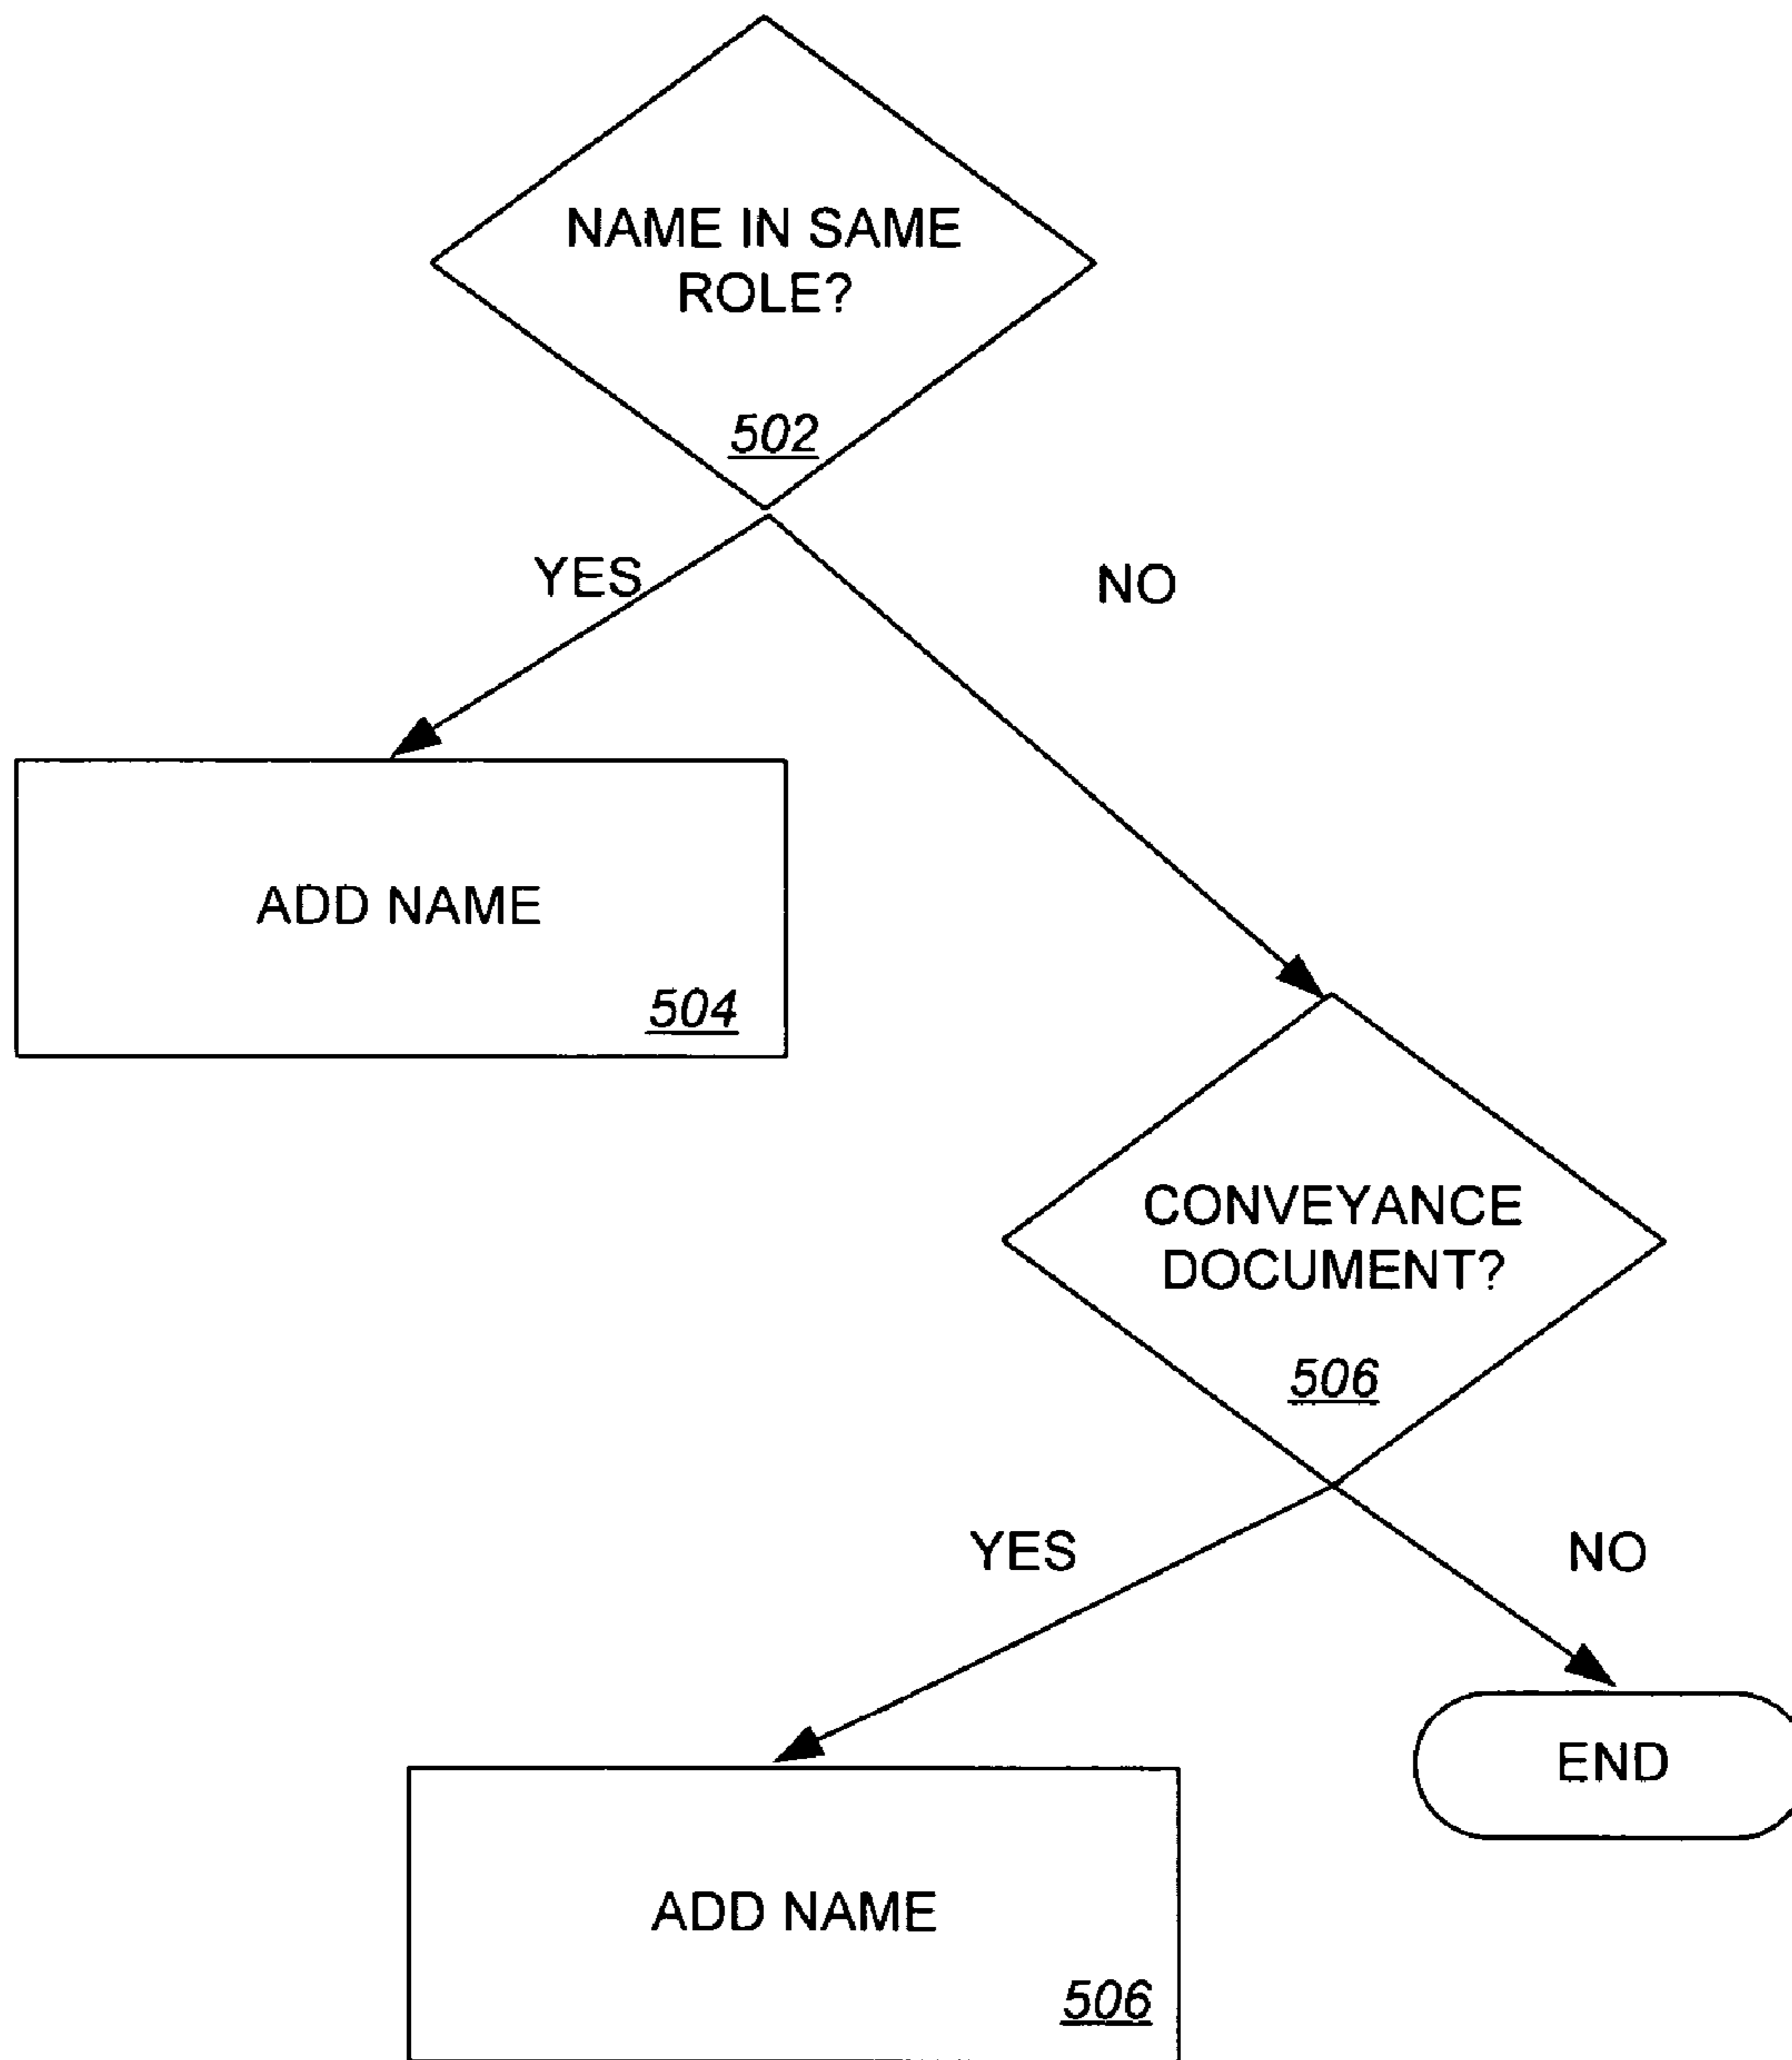 NAME IN SAME
ROLE?
502
YES
NO
ADD NAME
504
CONVEYANCE
DOCUMENT?
506
YES
NO
END
ADD NAME
506